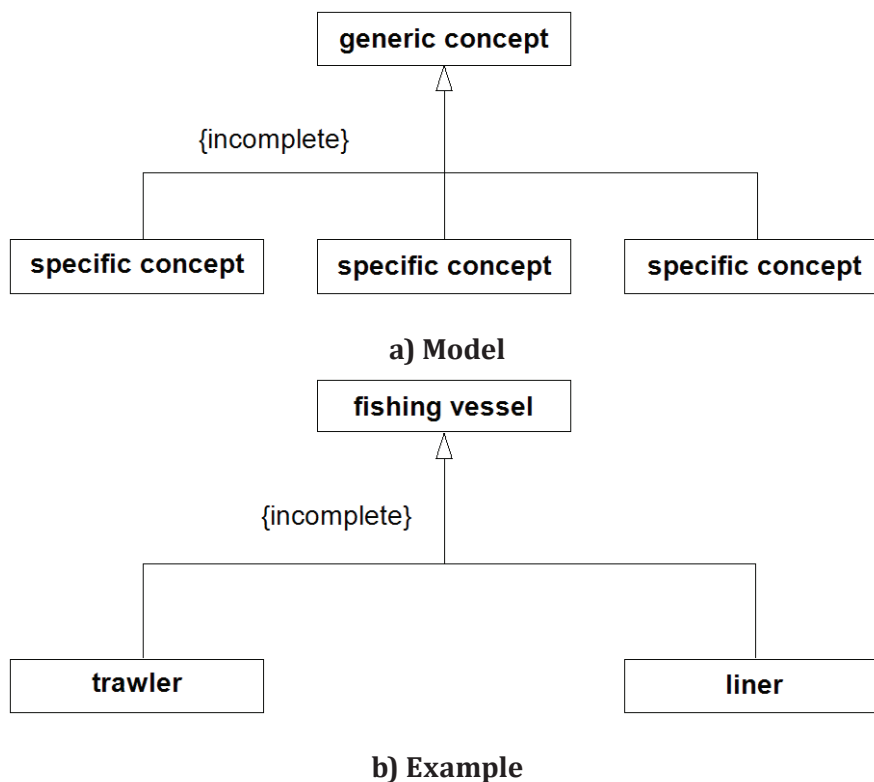 generic concept
{incomplete}
specific concept
specific concept
specific concept
a) Model
fishing vessel
{incomplete}
trawler
liner
b) Example